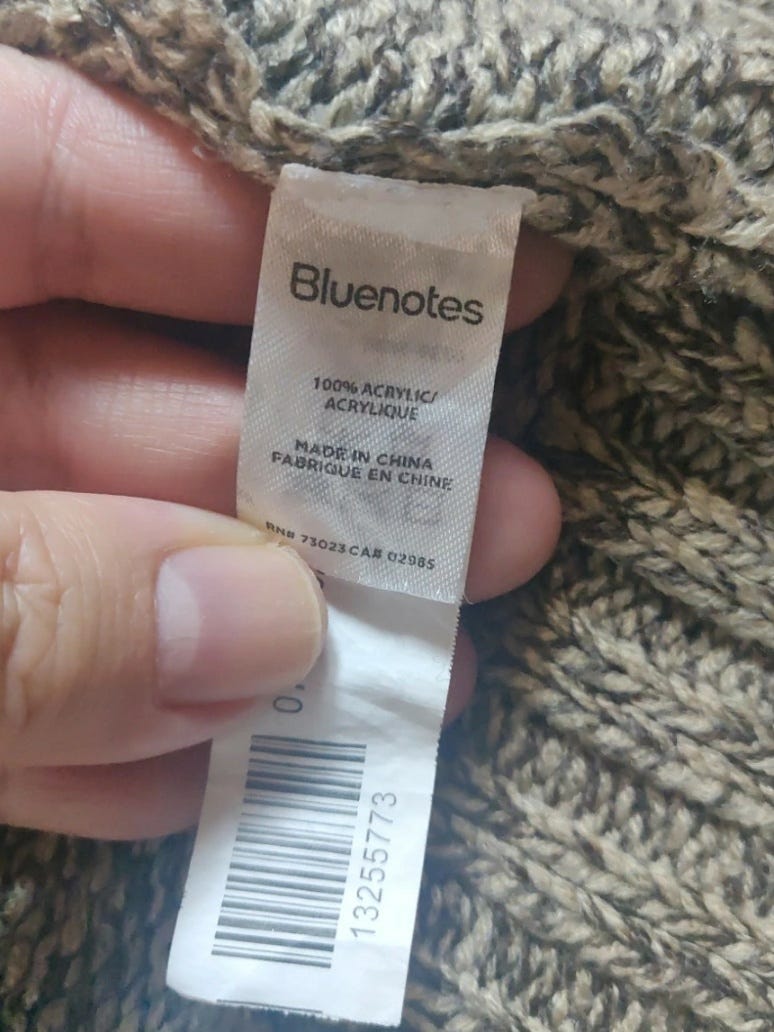 Bluenotes
100% ACRYLIC/
ACRYLIQUE
MADE IN CHINA
FABRIQUE EN CHINE
RN# 73023 CA# 02985
13255773